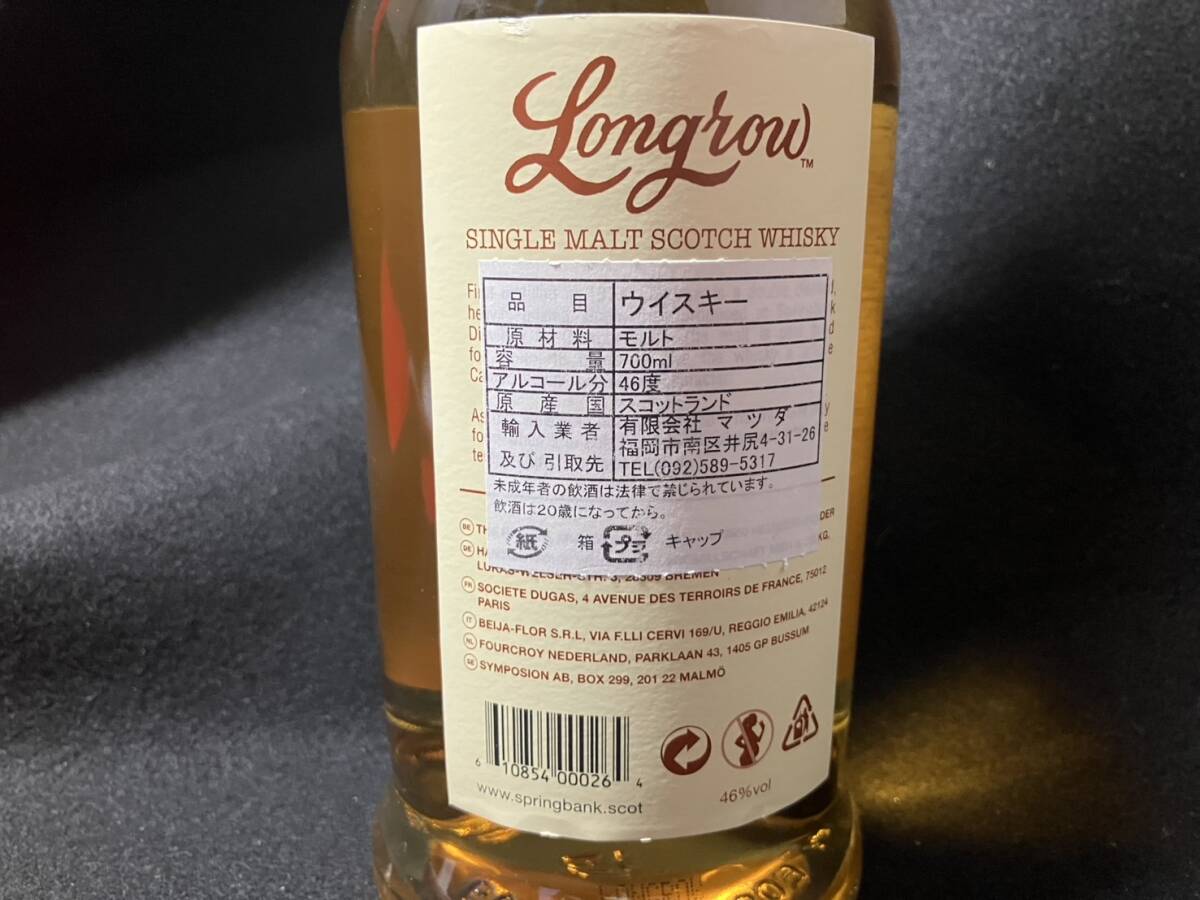 Longrow™
SINGLE MALT SCOTCH WHISKY
品目 ウイスキー
原材料 モルト
容量 700ml
アルコール分 46度
原産国 スコットランド
輸入業者 有限会社 マツダ
及び引取先 福岡市南区井尻4-31-26
TEL(092)589-5317
未成年者の飲酒は法律で禁じられています。
飲酒は20歳になってから。
紙 箱 プラ キャップ
DER
KG.
LUKAS-WELSER-STR. 3, 28309 BREMEN
FR SOCIETE DUGAS, 4 AVENUE DES TERROIRS DE FRANCE, 75012
PARIS
IT BEIJA-FLOR S.R.L, VIA F.LLI CERVI 169/U, REGGIO EMILIA, 42124
NL FOURCROY NEDERLAND, PARKLAAN 43, 1405 GP BUSSUM
SE SYMPOSION AB, BOX 299, 201 22 MALMÖ
6 10854 00026 4
www.springbank.scot
46%vol